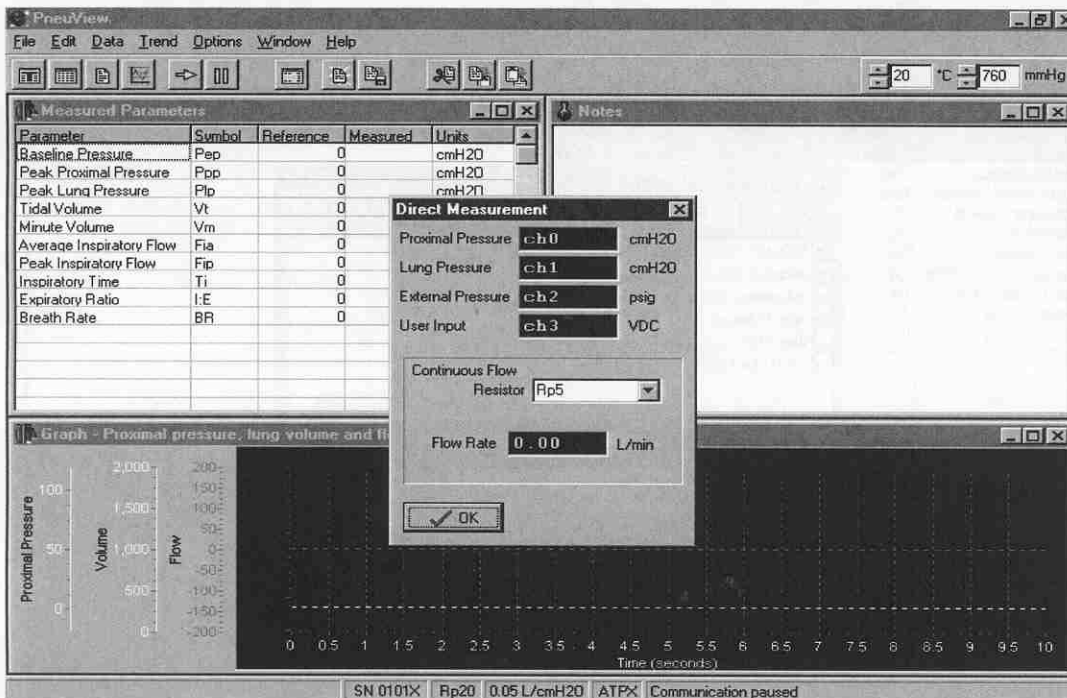 PneuView
File Edit Data Trend Options Window Help
20 °C 760 mmHg
Measured Parameters
Parameter Symbol Reference Measured Units
Baseline Pressure Pep 0 cmH2O
Peak Proximal Pressure Ppp 0 cmH2O
Peak Lung Pressure Plp 0 cmH2O
Tidal Volume Vt 0
Minute Volume Vm 0
Average Inspiratory Flow Fia 0
Peak Inspiratory Flow Fip 0
Inspiratory Time Ti 0
Expiratory Ratio I:E 0
Breath Rate BR 0
Notes
Direct Measurement
Proximal Pressure ch0 cmH2O
Lung Pressure ch1 cmH2O
External Pressure ch2 psig
User Input ch3 VDC
Continuous Flow
Resistor Rp5
Flow Rate 0.00 L/min
OK
Graph - Proximal pressure, lung volume and
Proximal Pressure
100
50
0
Volume
2,000
1,500
1,000
500
0
Flow
200
150
100
50
0
-50
-100
-150
-200
0 0.5 1 1.5 2 2.5 3 3.5 4 4.5 5 5.5 6 6.5 7 7.5 8 8.5 9 9.5 10
Time (seconds)
SN 0101X Rp20 0.05 L/cmH2O ATPX Communication paused